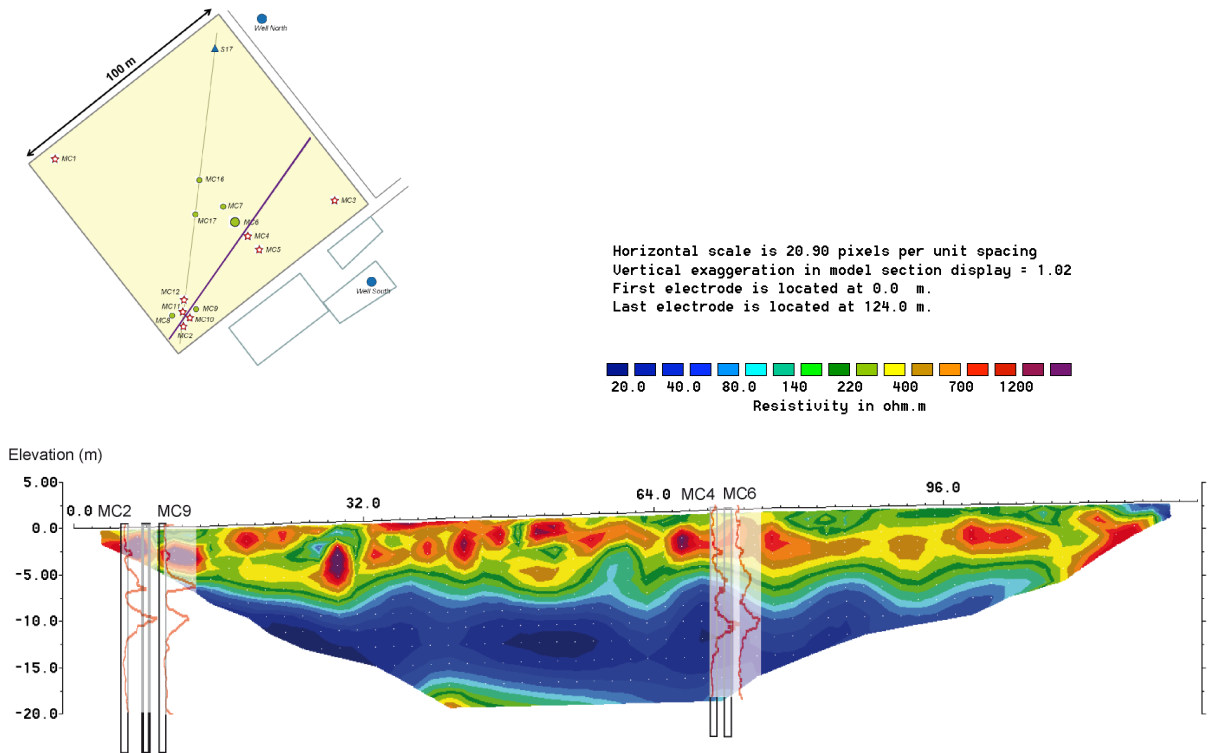 Well North
S17
100 m
MC1
MC16
MC7
MC3
MC17
MC6
MC4
MC5
Well South
MC12
MC11
MC9
MC8
MC10
MC2
Horizontal scale is 20.90 pixels per unit spacing
Vertical exaggeration in model section display = 1.02
First electrode is located at 0.0 m.
Last electrode is located at 124.0 m.
20.0 40.0 80.0 140 220 400 700 1200
Resistivity in ohm.m
Elevation (m)
5.00
0.0 MC2 MC9 32.0 64.0 MC4 MC6 96.0
0.0
-5.00
-10.0
-15.0
-20.0